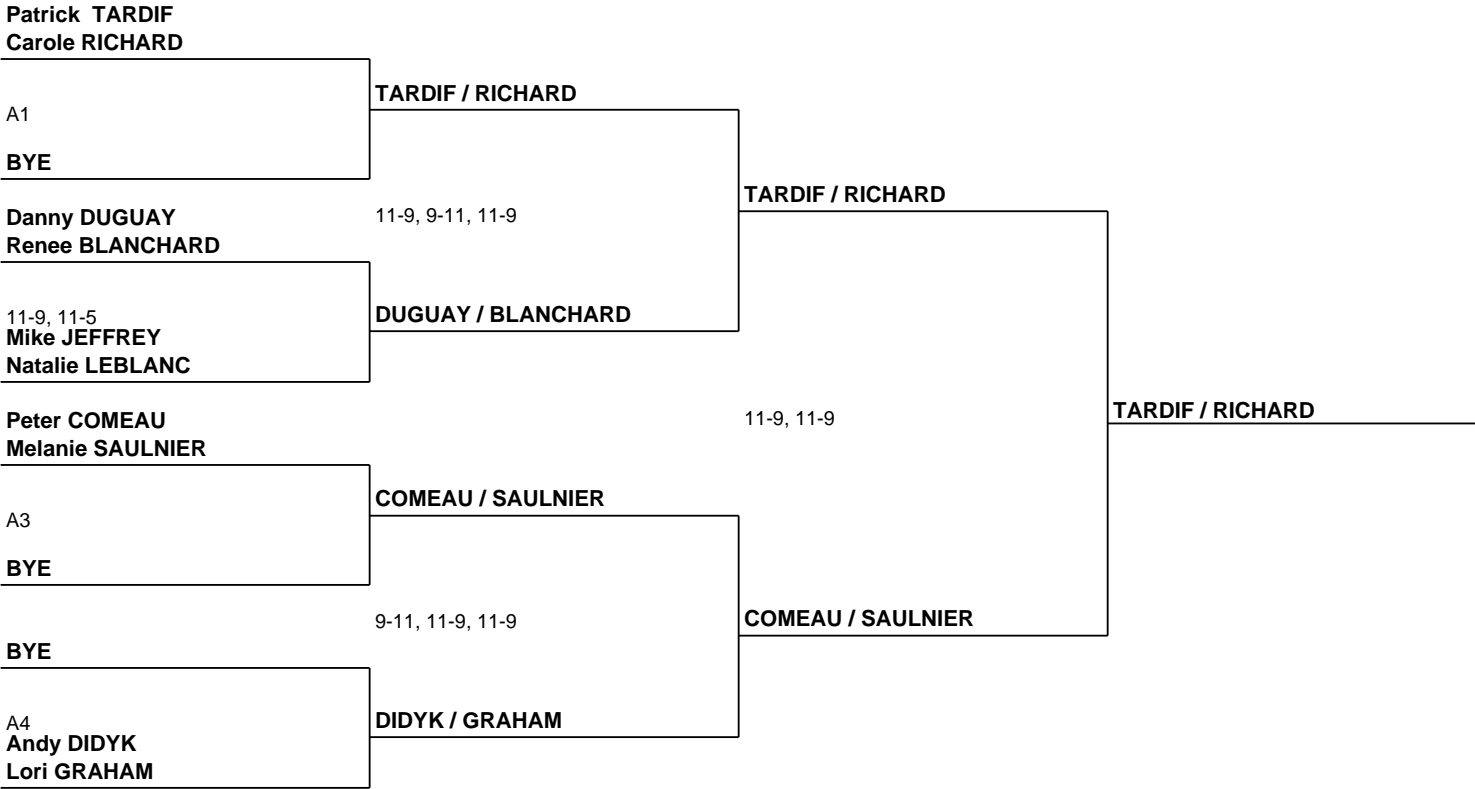 Patrick  TARDIF
Carole RICHARD
A1
BYE
Danny DUGUAY
Renee BLANCHARD
11-9, 11-5
Mike JEFFREY
Natalie LEBLANC
Peter COMEAU
Melanie SAULNIER
A3
BYE
BYE
A4
Andy DIDYK
Lori GRAHAM
TARDIF / RICHARD
11-9, 9-11, 11-9
DUGUAY / BLANCHARD
COMEAU / SAULNIER
9-11, 11-9, 11-9
DIDYK / GRAHAM
TARDIF / RICHARD
11-9, 11-9
COMEAU / SAULNIER
TARDIF / RICHARD